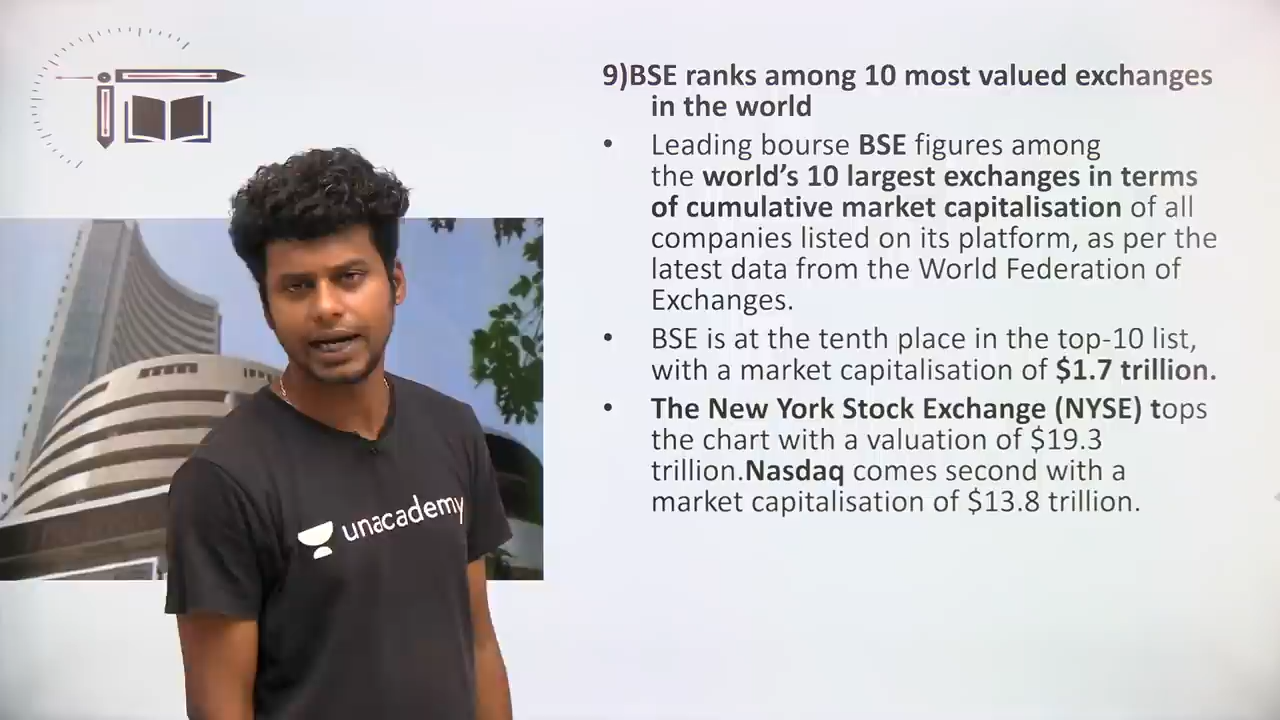 9)BSE ranks among 10 most valued exchanges
in the world
• Leading bourse BSE figures among
the world’s 10 largest exchanges in terms
of cumulative market capitalisation of all
companies listed on its platform, as per the
latest data from the World Federation of
Exchanges.
• BSE is at the tenth place in the top-10 list,
with a market capitalisation of $1.7 trillion.
• The New York Stock Exchange (NYSE) tops
the chart with a valuation of $19.3
trillion.Nasdaq comes second with a
market capitalisation of $13.8 trillion.
unacademy